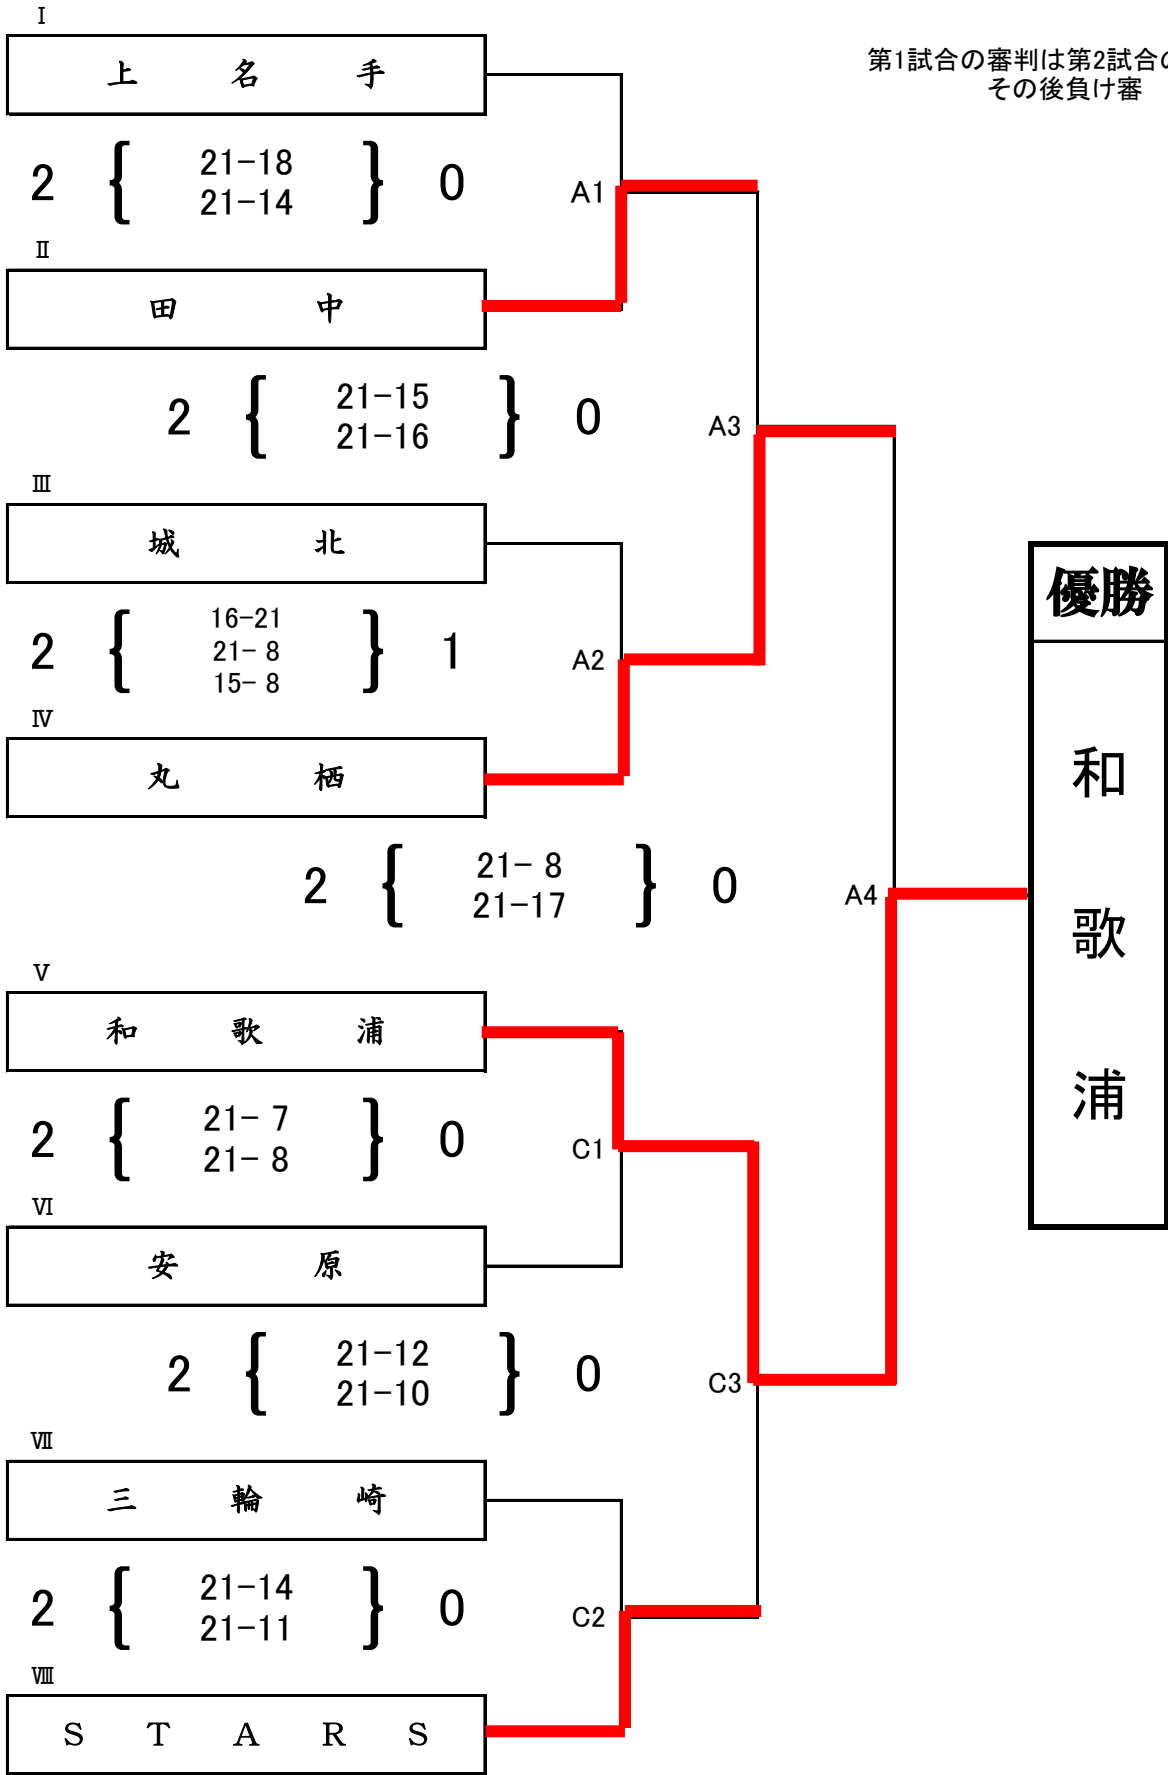 Ⅰ
上名手
第1試合の審判は第2試合の
その後負け審
2 { 21-18 } 0
21-14
A1
Ⅱ
田中
2 { 21-15 } 0
21-16
A3
Ⅲ
城北
優勝
2 { 16-21 } 1
21- 8
15- 8
A2
Ⅳ
丸栖
和歌浦
2 { 21- 8 } 0
21-17
A4
Ⅴ
和歌浦
2 { 21- 7 } 0
21- 8
C1
Ⅵ
安原
2 { 21-12 } 0
21-10
C3
Ⅶ
三輪崎
2 { 21-14 } 0
21-11
C2
Ⅷ
STARS